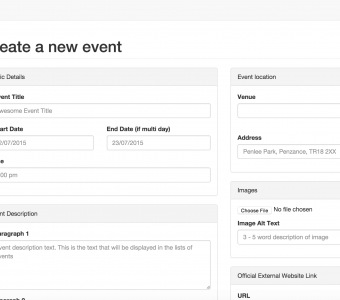 eate a new event
ic Details
vent Title
wesome Event Title
art Date
End Date (if multi day)
/07/2015
23/07/2015
e
:00 pm
nt Description
aragraph 1
vent description text. This is the text that will be displayed in the lists of
vents
Event location
Venue
Address
Penlee Park, Penzance, TR18 2XX
Images
Choose File No file chosen
Image Alt Text
3 - 5 word description of image
Official External Website Link
URL